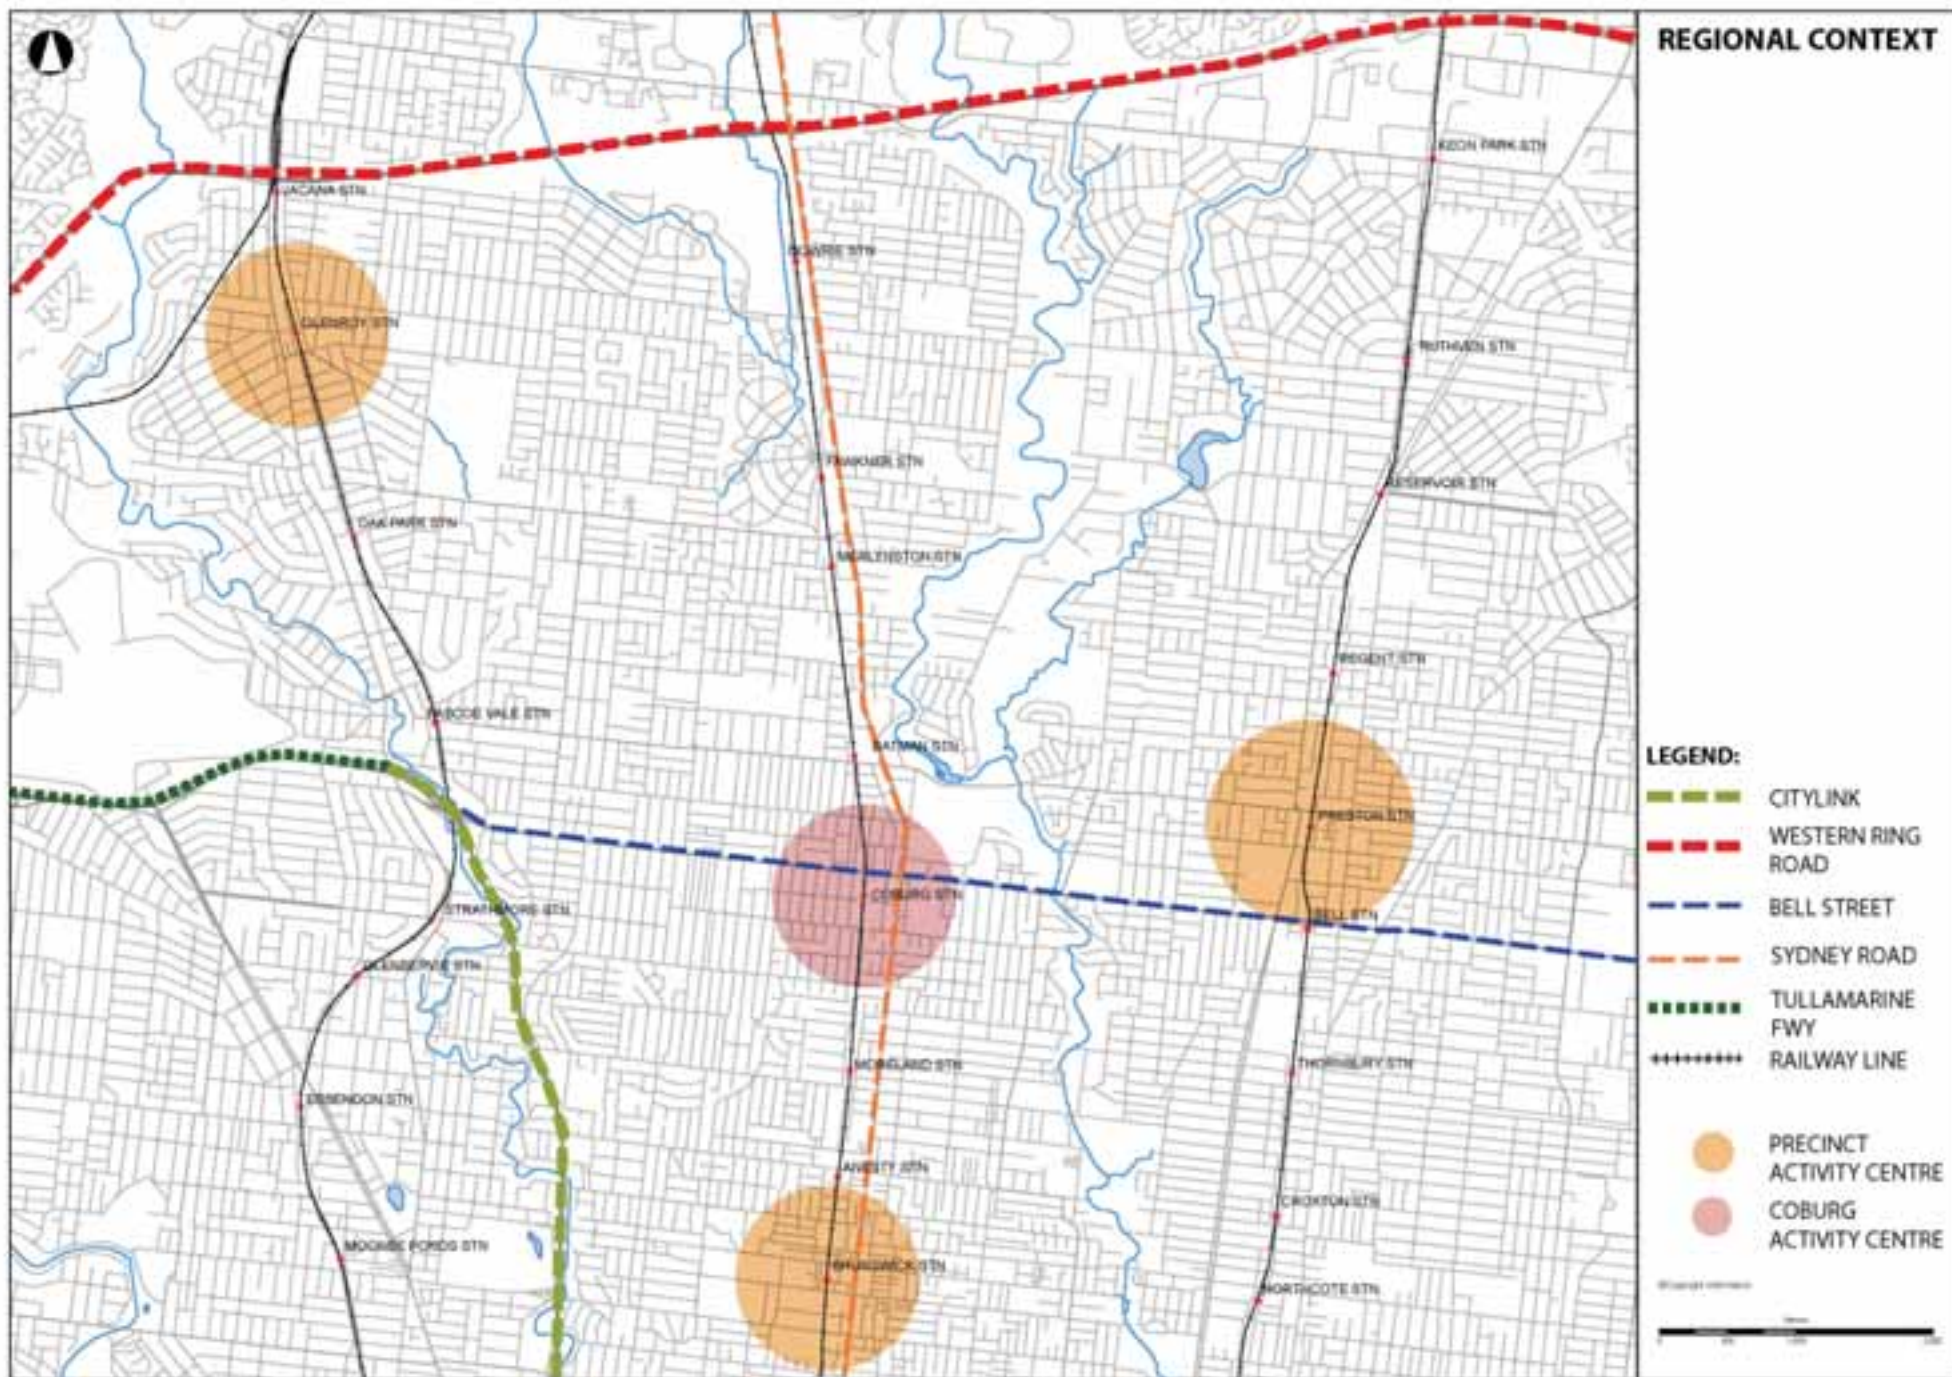 REGIONAL CONTEXT
KEON PARK STN
JACANA STN
GOWRIE STN
GLENROY STN
RUTHVEN STN
FAWKNER STN
RESERVOIR STN
OAK PARK STN
MERLYNSTON STN
REGENT STN
PASCOE VALE STN
BATMAN STN
PRESTON STN
COBURG STN
STRATHMORE STN
BELL STN
GLENBERVIE STN
MORELAND STN
THORNBURY STN
ESSENDON STN
ANESTY STN
CROXTON STN
MOONEE PONDS STN
BRUNSWICK STN
NORTHCOTE STN
LEGEND:
CITYLINK
WESTERN RING
ROAD
BELL STREET
SYDNEY ROAD
TULLAMARINE
FWY
RAILWAY LINE
PRECINCT
ACTIVITY CENTRE
COBURG
ACTIVITY CENTRE